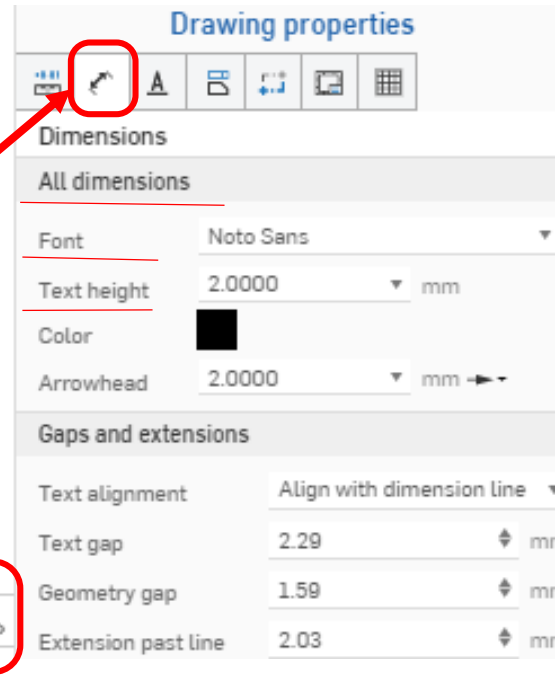 Drawing properties
A
Dimensions
All dimensions
Font Noto Sans
Text height 2.0000 mm
Color
Arrowhead 2.0000 mm
Gaps and extensions
Text alignment Align with dimension line
Text gap 2.29
Geometry gap 1.59
Extension past line 2.03